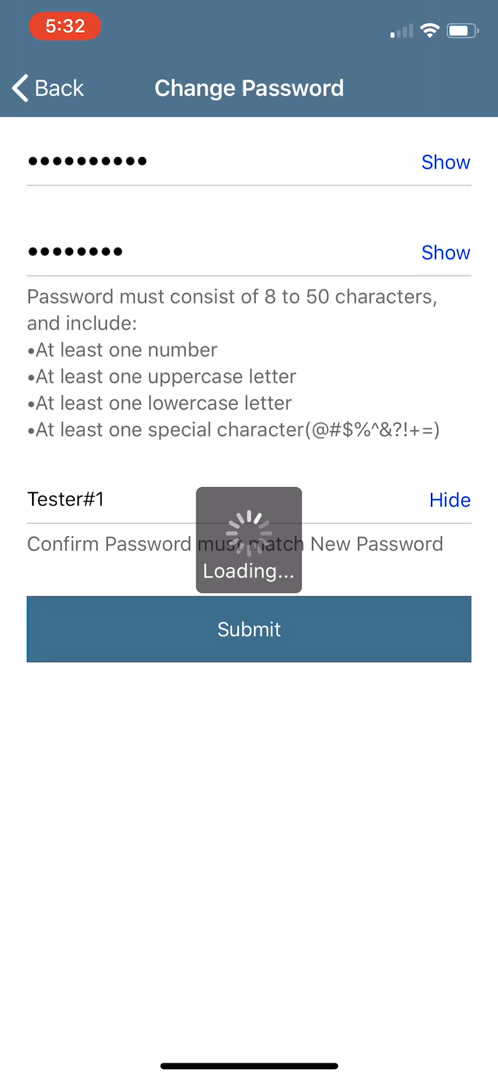 5:32
Back
Change Password
•••••••••• Show
•••••••• Show
Password must consist of 8 to 50 characters,
and include:
•At least one number
•At least one uppercase letter
•At least one lowercase letter
•At least one special character(@#$%^&?!+=)
Tester#1 Hide
Confirm Password must match New Password
Loading...
Submit